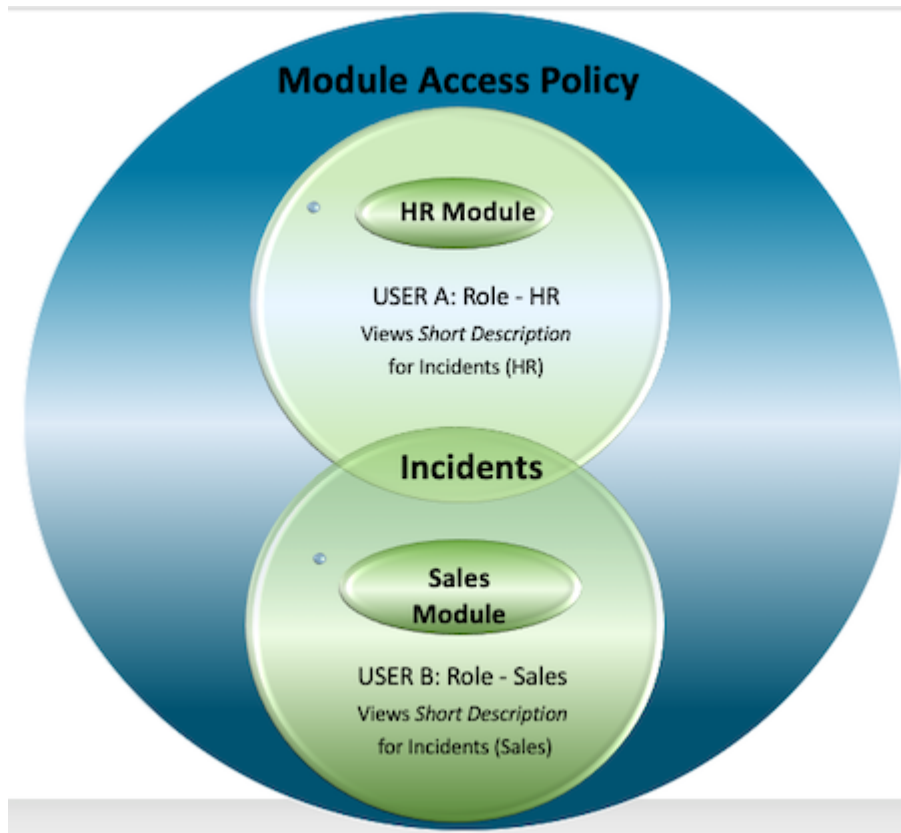 Module Access Policy
HR Module
USER A: Role - HR
Views Short Description
for Incidents (HR)
Incidents
Sales
Module
USER B: Role - Sales
Views Short Description
for Incidents (Sales)